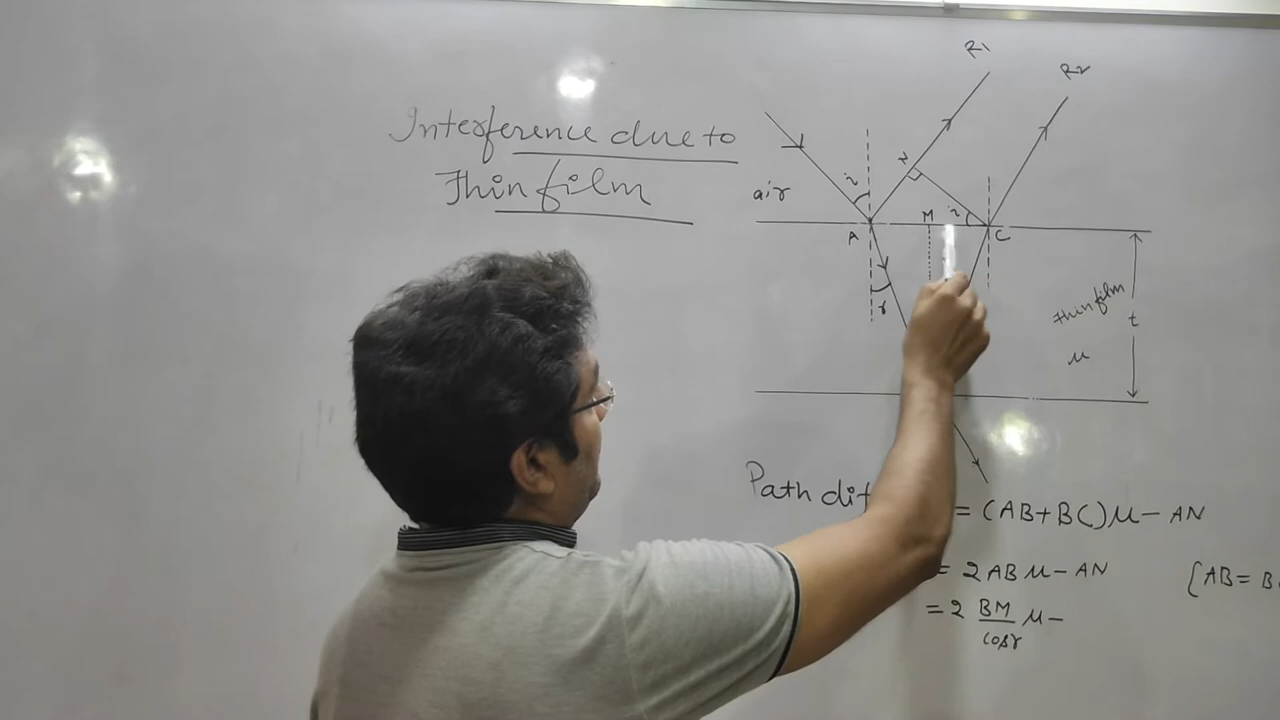 Interference due to
Thin film
R1
R2
air
i
N
M
i
A
C
r
thin film
t
μ
Path dif
= (AB+BC)μ - AN
= 2ABμ - AN
[AB = B
= 2 BM/cosr μ -